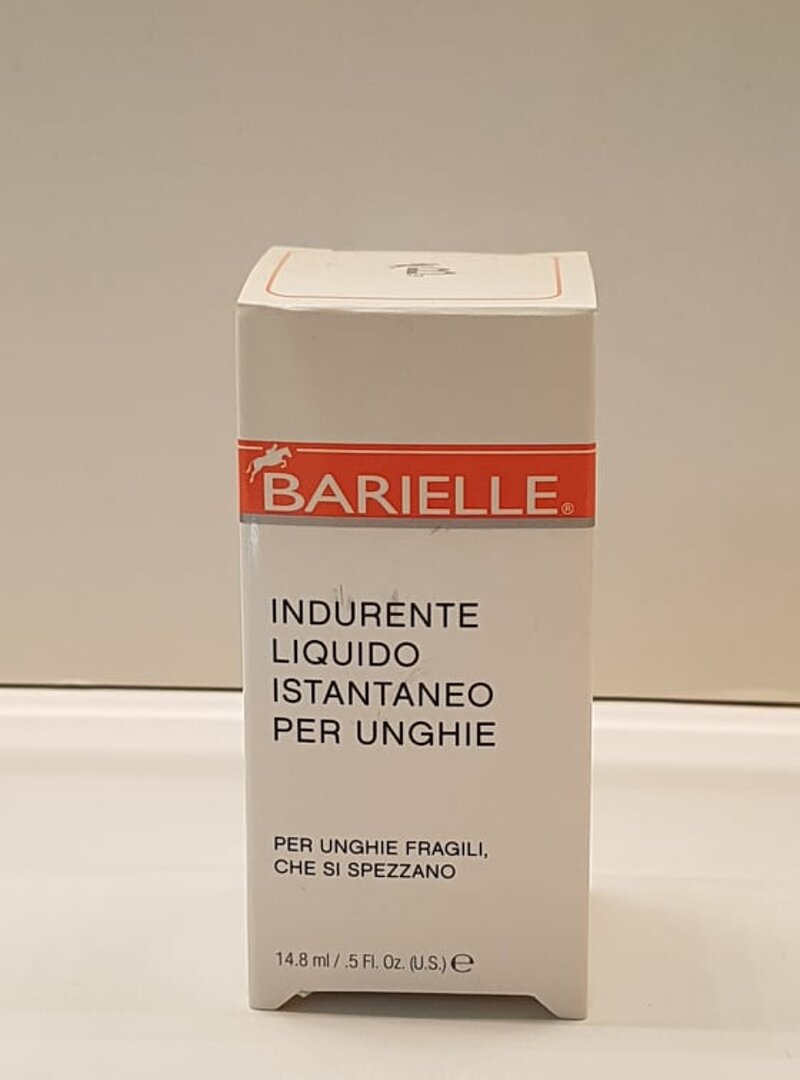 BARIELLE®
INDURENTE
LIQUIDO
ISTANTANEO
PER UNGHIE
PER UNGHIE FRAGILI,
CHE SI SPEZZANO
14.8 ml / .5 Fl. Oz. (U.S.) ℮